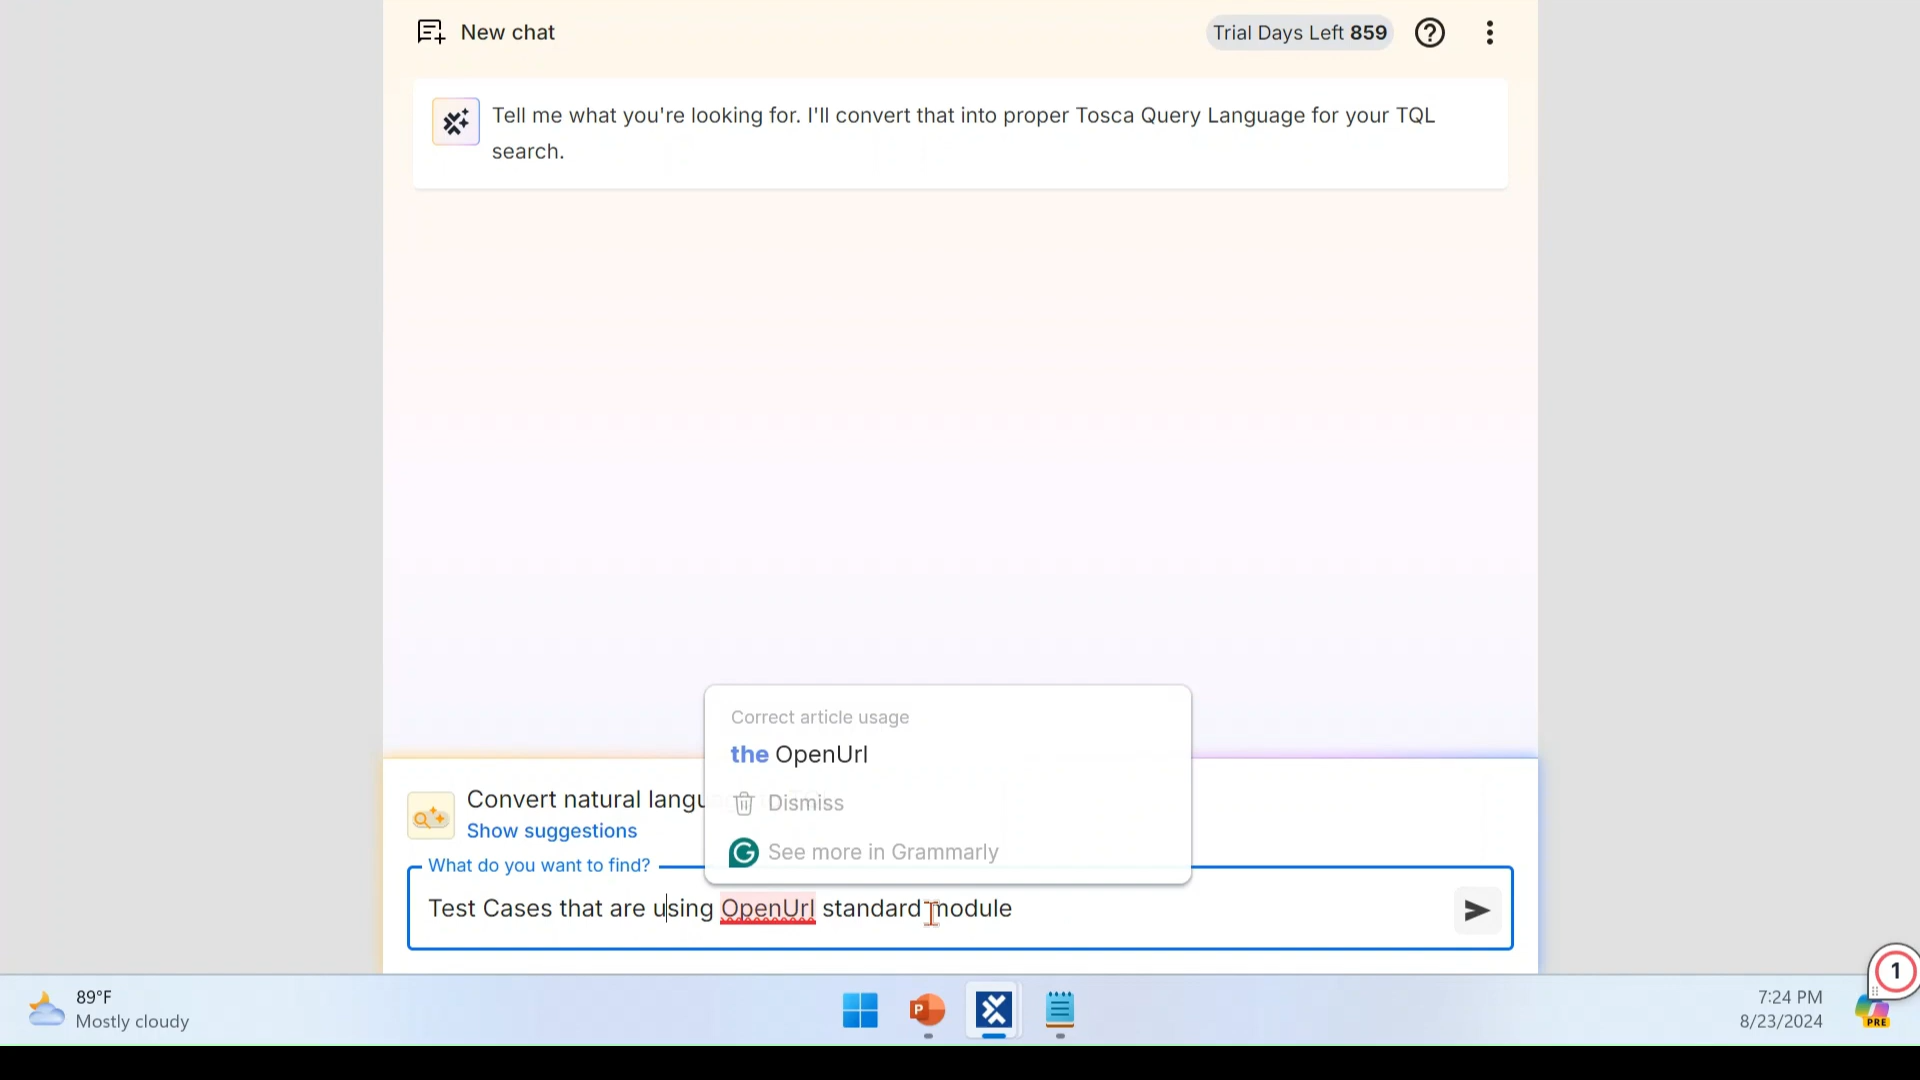 New chat
Trial Days Left 859
Tell me what you're looking for. I'll convert that into proper Tosca Query Language for your TQL
search.
Correct article usage
the OpenUrl
Dismiss
See more in Grammarly
Convert natural langu
Show suggestions
What do you want to find?
Test Cases that are using OpenUrl standard module
89°F
Mostly cloudy
P
7:24 PM
8/23/2024
PRE
1